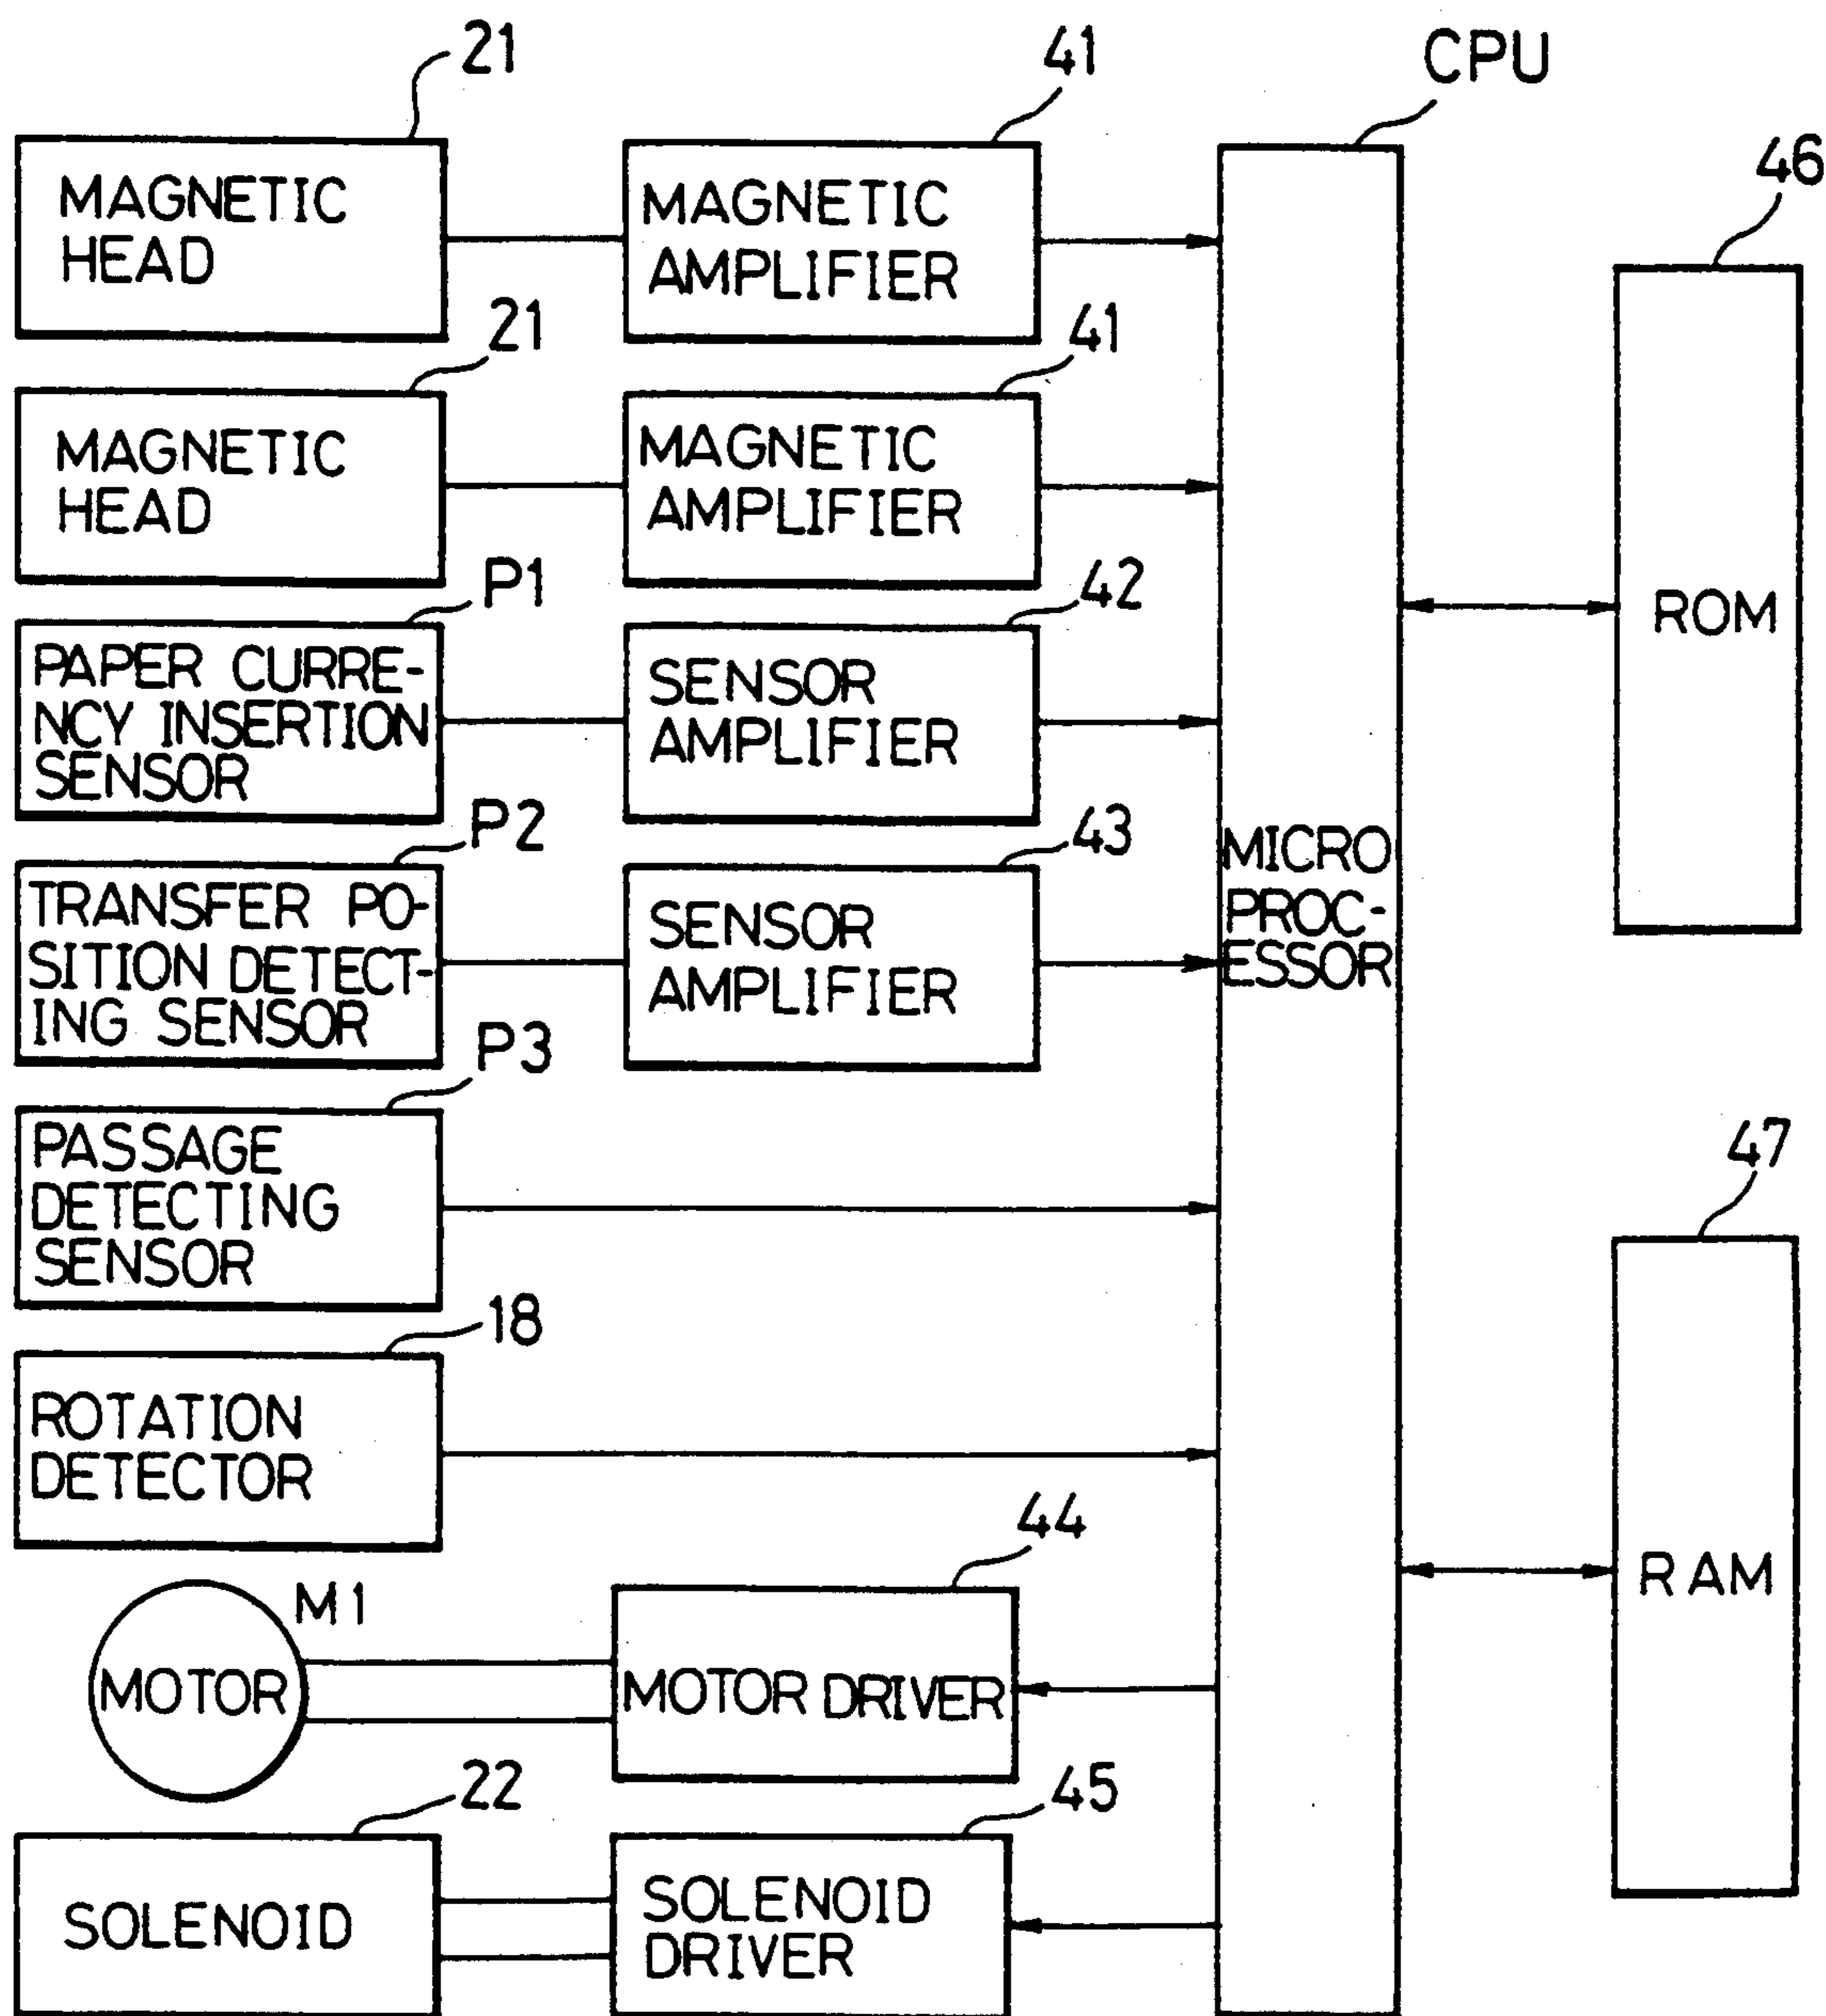 21
41
CPU
MAGNETIC
HEAD
MAGNETIC
AMPLIFIER
46
21
41
MAGNETIC
HEAD
MAGNETIC
AMPLIFIER
ROM
P1
42
PAPER CURRE-
NCY INSERTION
SENSOR
SENSOR
AMPLIFIER
P2
43
TRANSFER PO-
SITION DETECT-
ING SENSOR
SENSOR
AMPLIFIER
MICRO
PROC-
ESSOR
P3
PASSAGE
DETECTING
SENSOR
47
18
ROTATION
DETECTOR
RAM
M1
44
MOTOR
MOTOR DRIVER
22
45
SOLENOID
SOLENOID
DRIVER